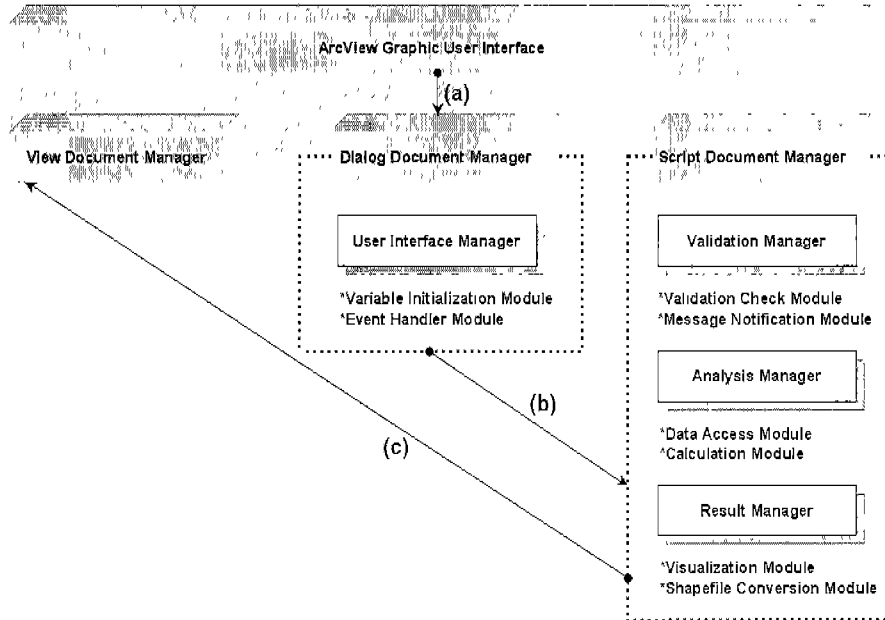 ArcView Graphic User Interface
(a)
View Document Manager
Dialog Document Manager
Script Document Manager
User Interface Manager
*Variable Initialization Module
*Event Handler Module
Validation Manager
*Validation Check Module
*Message Notification Module
Analysis Manager
*Data Access Module
*Calculation Module
(b)
(c)
Result Manager
*Visualization Module
*Shapefile Conversion Module